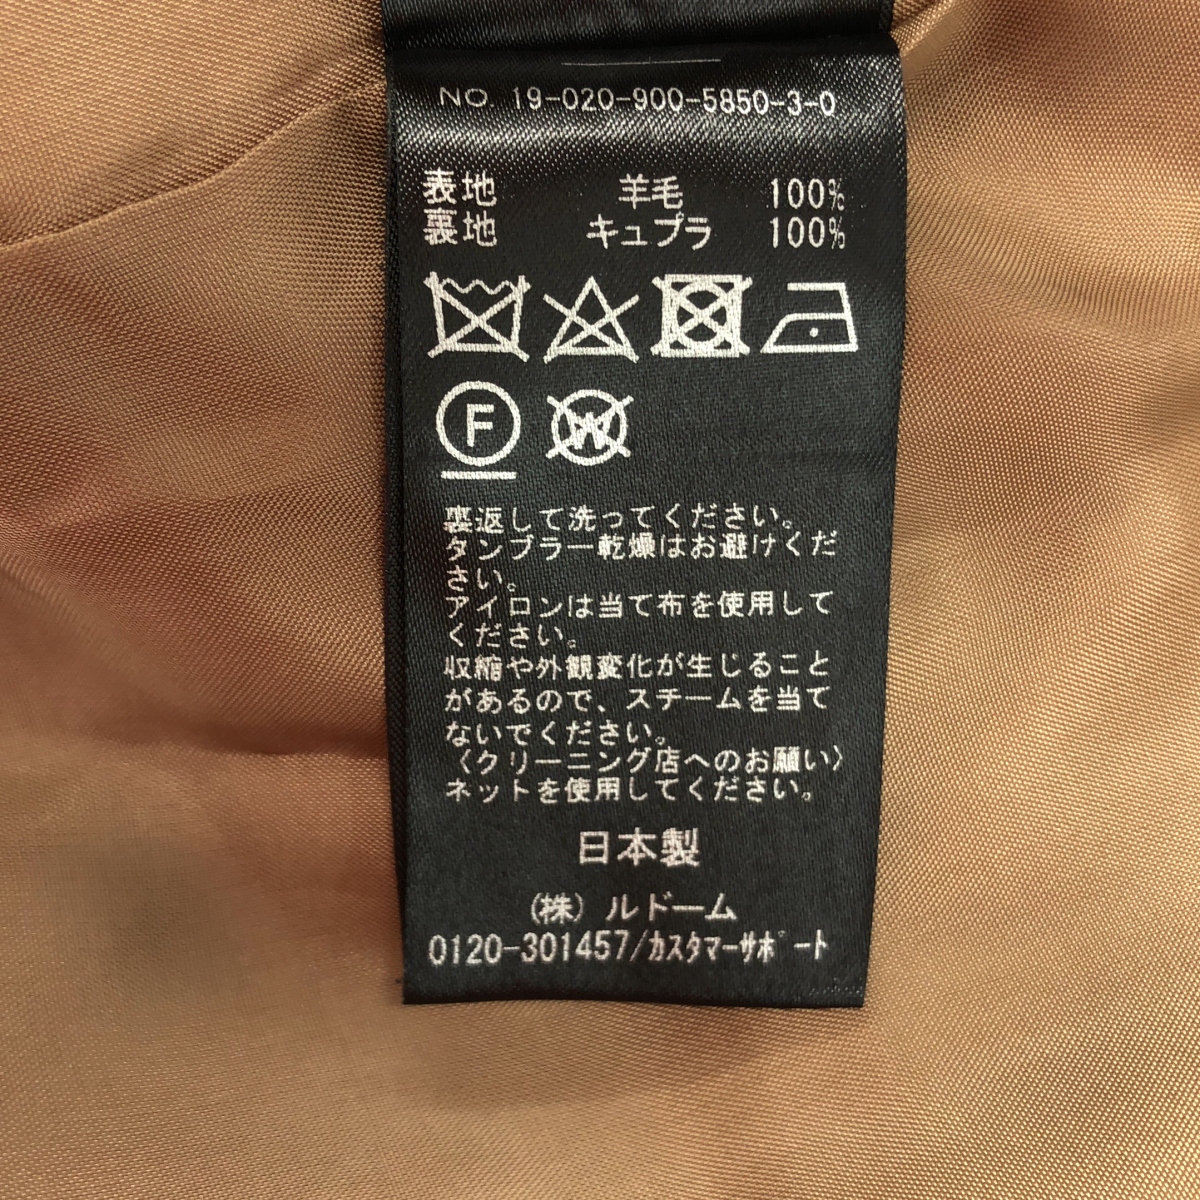 NO. 19-020-900-5850-3-0
表地 羊毛 100%
裏地 キュプラ 100%
F
W
裏返して洗ってください。
タンブラー乾燥はお避けくだ
さい。
アイロンは当て布を使用して
ください。
収縮や外観変化が生じること
があるので、スチームを当て
ないでください。
〈クリーニング店へのお願い〉
ネットを使用してください。
日本製
(株) ルドーム
0120-301457/ｶｽﾀﾏｰｻﾎﾟｰﾄ